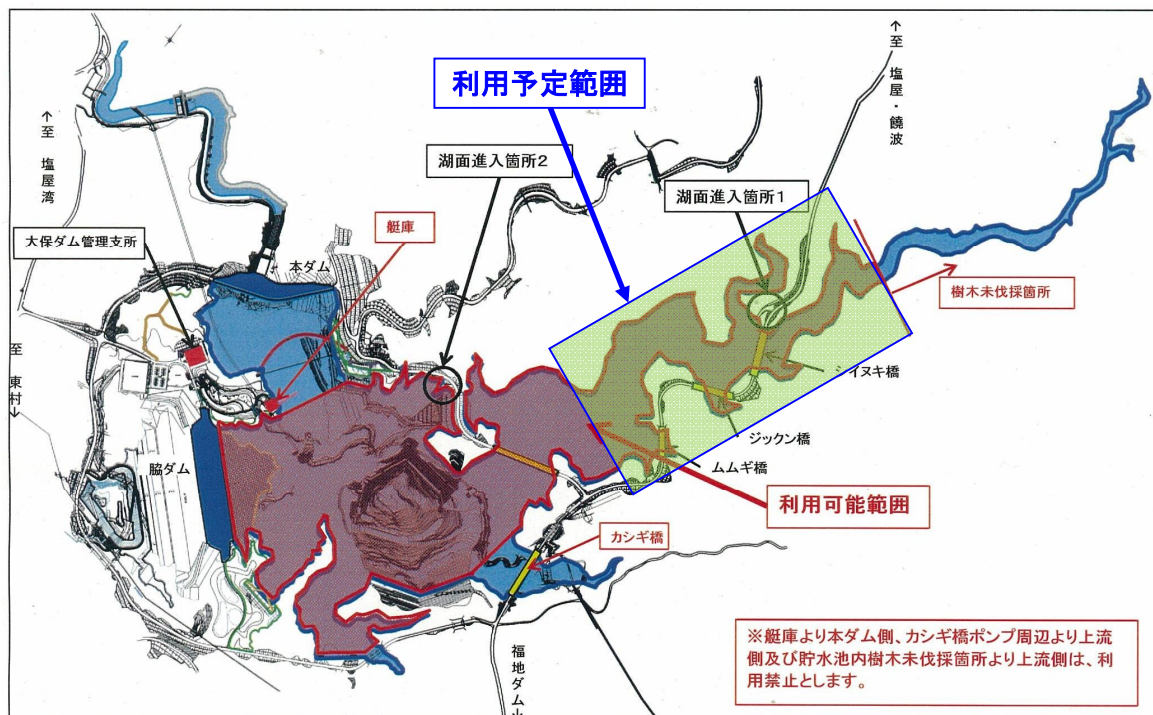 利用予定範囲
↑至 塩屋・饒波
↑至 塩屋湾
湖面進入箇所2
湖面進入箇所1
艇庫
大保ダム管理支所
本ダム
樹木未伐採箇所
至 東村↓
イヌキ橋
ジックン橋
ムムギ橋
脇ダム
利用可能範囲
カシギ橋
福地ダム
※艇庫より本ダム側、カシギ橋ポンプ周辺より上流
側及び貯水池内樹木未伐採箇所より上流側は、利
用禁止とします。